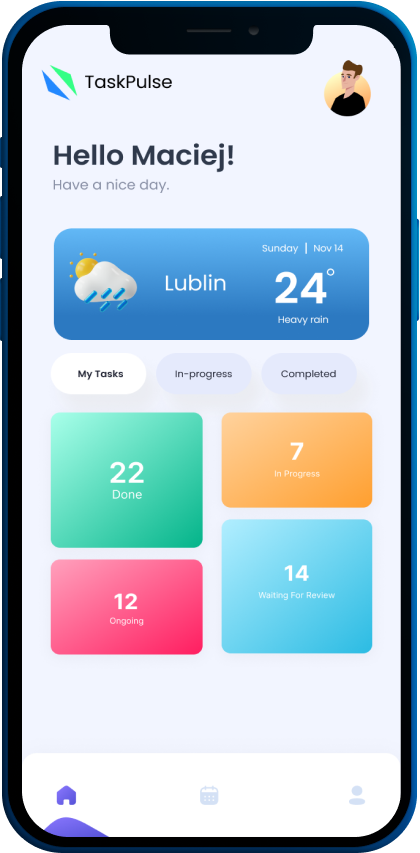 TaskPulse
Hello Maciej!
Have a nice day.
Sunday | Nov 14
Lublin
24°
Heavy rain
My Tasks
In-progress
Completed
22
Done
7
In Progress
12
Ongoing
14
Waiting For Review